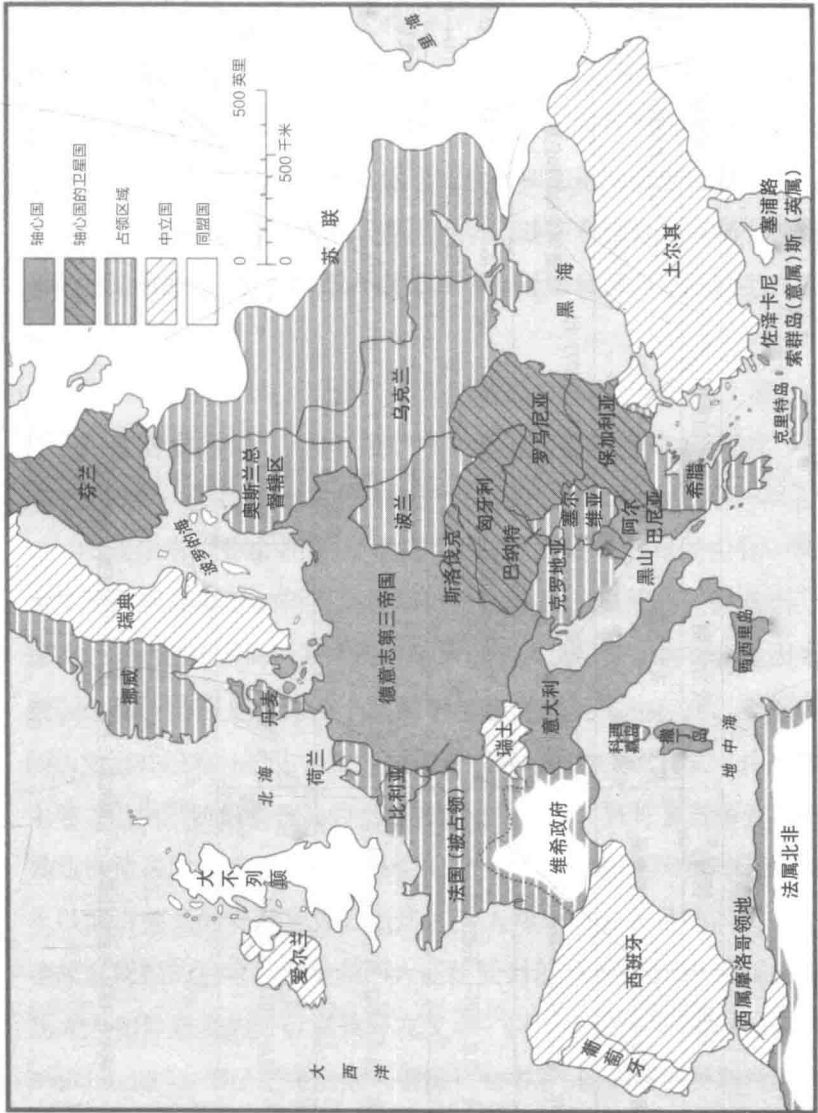 轴心国
轴心国的卫星国
占领区域
中立国
同盟国
0 500 英里
0 500 千米
里海
苏联
芬兰
瑞典
挪威
波罗的海
奥斯兰总
督辖区
乌克兰
波兰
丹麦
北海
荷兰
比利亚
大不列颠
爱尔兰
大西洋
德意志第三帝国
斯洛伐克
匈牙利
巴纳特
罗马尼亚
保加利亚
克罗地亚
塞尔
维亚
黑山
阿尔
巴尼亚
希腊
黑海
土尔其
佐泽卡尼
索群岛(意属)
塞浦路
斯(英属)
克里特岛
瑞士
意大利
法国(被占领)
维希政府
科西
嘉岛
撒丁
岛
西西里岛
地中海
西班牙
葡萄牙
西属摩洛哥领地
法属北非